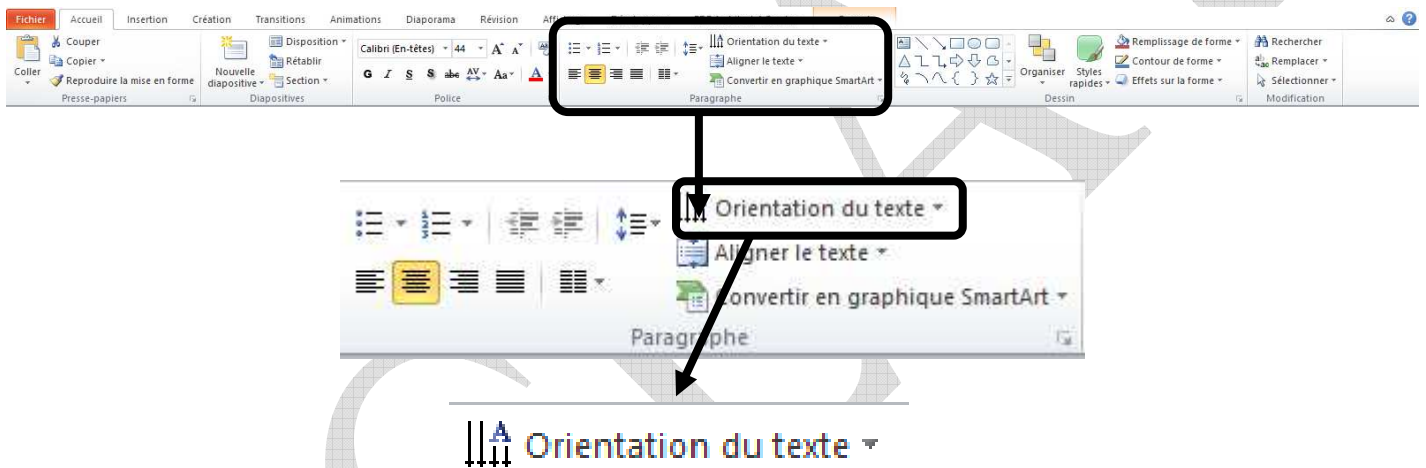 Fichier Accueil Insertion Création Transitions Animations Diaporama Révision
Couper
Copier
Reproduire la mise en forme
Coller
Presse-papiers
Nouvelle
diapositive
Disposition
Rétablir
Section
Diapositives
Calibri (En-têtes) 44 A A
G I S S abc AV Aa A
Police
Orientation du texte
Aligner le texte
Convertir en graphique SmartArt
Paragraphe
Organiser
Styles
rapides
Remplissage de forme
Contour de forme
Effets sur la forme
Dessin
Rechercher
Remplacer
Sélectionner
Modification
Orientation du texte
Aligner le texte
Convertir en graphique SmartArt
Paragraphe
Orientation du texte